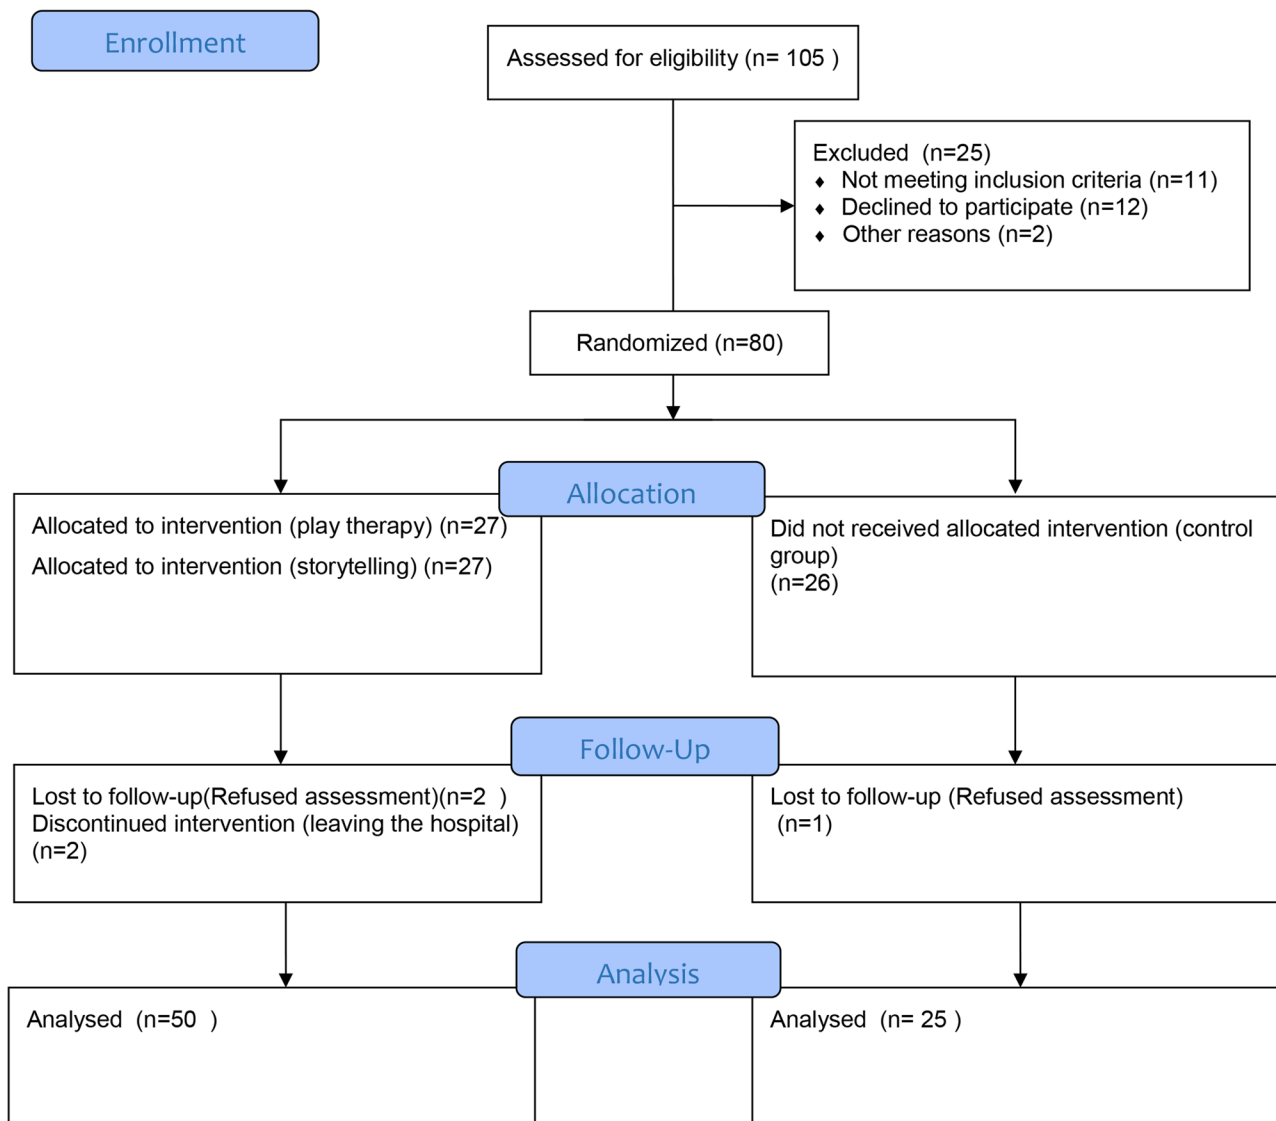 Enrollment
Assessed for eligibility (n= 105 )
Excluded  (n=25)
♦ Not meeting inclusion criteria (n=11)
♦ Declined to participate (n=12)
♦ Other reasons (n=2)
Randomized (n=80)
Allocation
Allocated to intervention (play therapy) (n=27)
Allocated to intervention (storytelling) (n=27)
Did not received allocated intervention (control
group)
(n=26)
Follow-Up
Lost to follow-up(Refused assessment)(n=2  )
Discontinued intervention (leaving the hospital)
(n=2)
Lost to follow-up (Refused assessment)
(n=1)
Analysis
Analysed  (n=50  )
Analysed  (n= 25 )